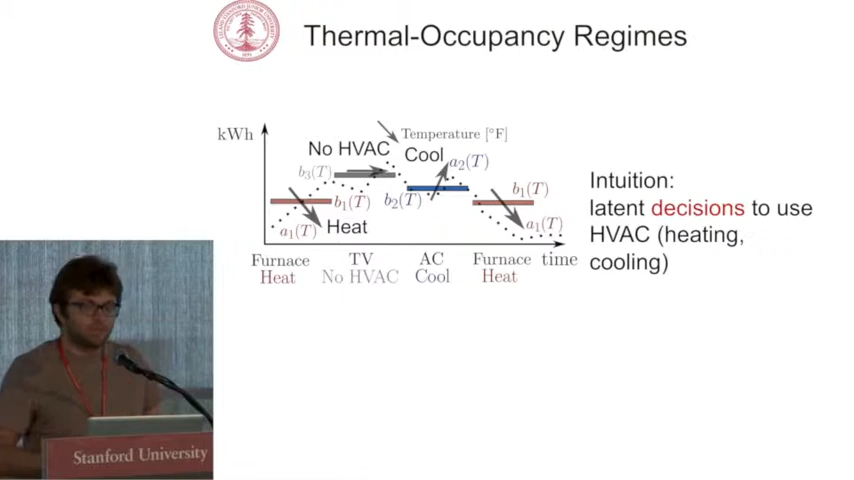 Thermal-Occupancy Regimes
kWh
Temperature [°F]
No HVAC
Cool
a₂(T)
b₃(T)
b₁(T)
b₂(T)
b₁(T)
a₁(T)
Heat
a₁(T)
Furnace
TV
AC
Furnace
time
Heat
No HVAC
Cool
Heat
Intuition:
latent decisions to use
HVAC (heating,
cooling)
Stanford University